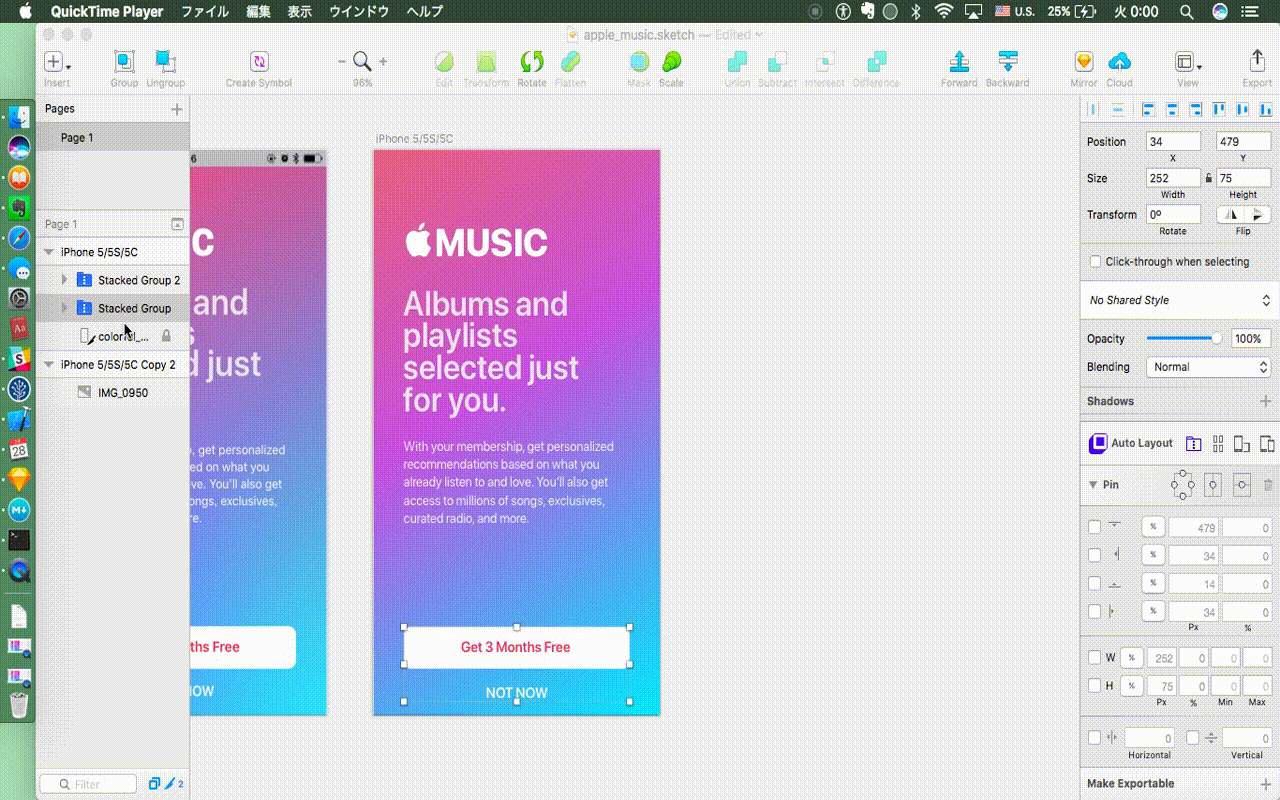 QuickTime Player ファイル 編集 表示 ウインドウ ヘルプ U.S. 25% 火 0:00
apple_music.sketch — Edited
Insert Group Ungroup Create Symbol 96% Edit Transform Rotate Flatten Mask Scale Union Subtract Intersect Difference Forward Backward Mirror Cloud View Export
Pages
Page 1
Page 1
iPhone 5/5S/5C
Stacked Group 2
Stacked Group
iPhone 5/5S/5C Copy 2
IMG_0950
Filter 2
6
C
and
s
d just
, get personalized
ed on what you
ve. You'll also get
ongs, exclusives,
re.
ths Free
OW
iPhone 5/5S/5C
MUSIC
Albums and
playlists
selected just
for you.
With your membership, get personalized
recommendations based on what you
already listen to and love. You'll also get
access to millions of songs, exclusives,
curated radio, and more.
Get 3 Months Free
NOT NOW
Position 34 479
X Y
Size 252 75
Width Height
Transform 0º
Rotate Flip
Click-through when selecting
No Shared Style
Opacity 100%
Blending Normal
Shadows
Auto Layout
Pin
% 479 0
% 34 0
% 14 0
% 34 0
Px %
W % 252 0 0 0
H % 75 0 0 0
Px % Min Max
0 0
Horizontal Vertical
Make Exportable